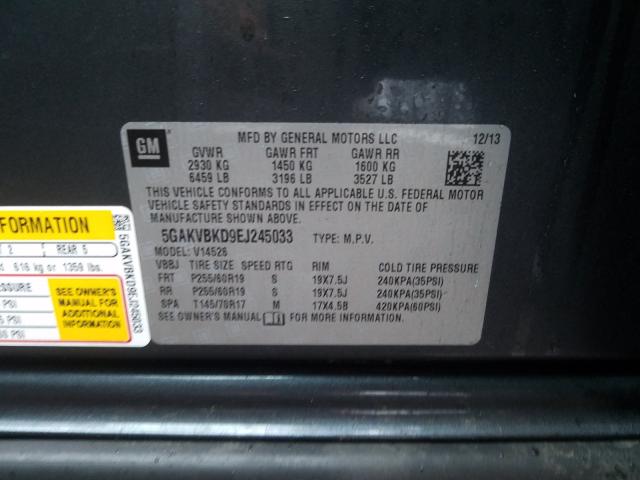 GM
MFD BY GENERAL MOTORS LLC 12/13
GVWR GAWR FRT GAWR RR
2930 KG 1450 KG 1600 KG
6459 LB 3196 LB 3527 LB
THIS VEHICLE CONFORMS TO ALL APPLICABLE U.S. FEDERAL MOTOR
VEHICLE SAFETY STANDARDS IN EFFECT ON THE DATE OF
MANUFACTURE SHOWN ABOVE.
5GAKVBKD9EJ245033 TYPE: M.P.V.
MODEL: V14526
VBBJ TIRE SIZE SPEED RTG RIM COLD TIRE PRESSURE
FRT P255/60R19 S 19X7.5J 240KPA(35PSI)
RR P255/60R19 S 19X7.5J 240KPA(35PSI)
SPA T145/70R17 M 17X4.5B 420KPA(60PSI)
SEE OWNER'S MANUAL FOR MORE INFORMATION
INFORMATION
2 REAR 5
616 kg or 1359 lbs.
SEE OWNER'S
MANUAL FOR
ADDITIONAL
INFORMATION
PSI
PSI
PSI
5GAKVBKD9EJ245033